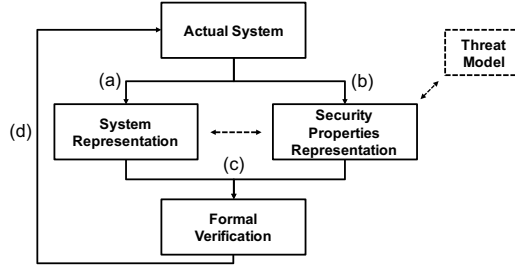 Actual System
Threat
Model
(a)
(b)
(d)
System
Representation
Security
Properties
Representation
(c)
Formal
Verification